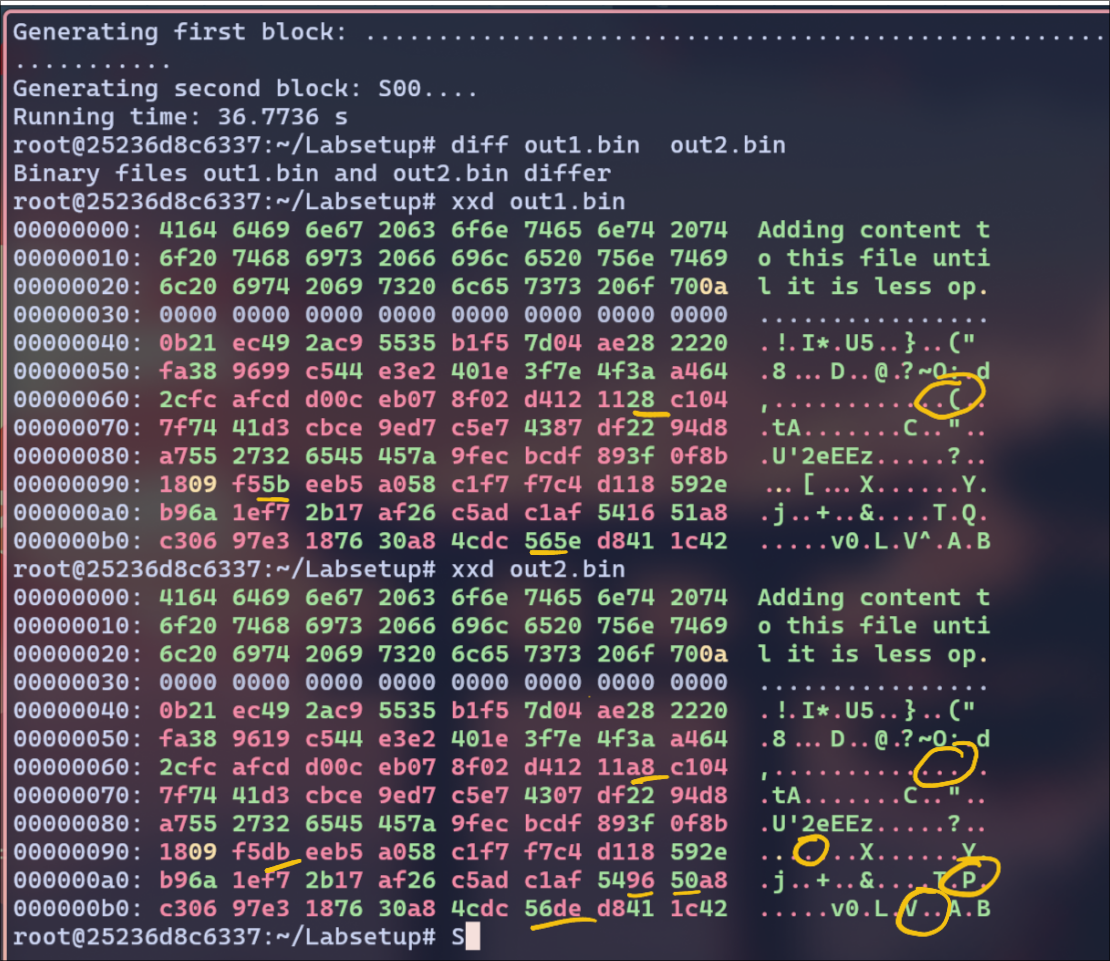 Generating first block: ...................................................
...........
Generating second block: S00....
Running time: 36.7736 s
root@25236d8c6337:~/Labsetup# diff out1.bin  out2.bin
Binary files out1.bin and out2.bin differ
root@25236d8c6337:~/Labsetup# xxd out1.bin
00000000: 4164 6469 6e67 2063 6f6e 7465 6e74 2074  Adding content t
00000010: 6f20 7468 6973 2066 696c 6520 756e 7469  o this file unti
00000020: 6c20 6974 2069 7320 6c65 7373 206f 700a  l it is less op.
00000030: 0000 0000 0000 0000 0000 0000 0000 0000  ................
00000040: 0b21 ec49 2ac9 5535 b1f5 7d04 ae28 2220  .!.I*.U5..}..("
00000050: fa38 9699 c544 e3e2 401e 3f7e 4f3a a464  .8...D..@.?~O:.d
00000060: 2cfc afcd d00c eb07 8f02 d412 1128 c104  ,............(..
00000070: 7f74 41d3 cbce 9ed7 c5e7 4387 df22 94d8  .tA.......C.."..
00000080: a755 2732 6545 457a 9fec bcdf 893f 0f8b  .U'2eEEz.....?..
00000090: 1809 f55b eeb5 a058 c1f7 f7c4 d118 592e  ...[...X......Y.
000000a0: b96a 1ef7 2b17 af26 c5ad c1af 5416 51a8  .j..+..&....T.Q.
000000b0: c306 97e3 1876 30a8 4cdc 565e d841 1c42  .....v0.L.V^.A.B
root@25236d8c6337:~/Labsetup# xxd out2.bin
00000000: 4164 6469 6e67 2063 6f6e 7465 6e74 2074  Adding content t
00000010: 6f20 7468 6973 2066 696c 6520 756e 7469  o this file unti
00000020: 6c20 6974 2069 7320 6c65 7373 206f 700a  l it is less op.
00000030: 0000 0000 0000 0000 0000 0000 0000 0000  ................
00000040: 0b21 ec49 2ac9 5535 b1f5 7d04 ae28 2220  .!.I*.U5..}..("
00000050: fa38 9619 c544 e3e2 401e 3f7e 4f3a a464  .8...D..@.?~O:.d
00000060: 2cfc afcd d00c eb07 8f02 d412 11a8 c104  ,...............
00000070: 7f74 41d3 cbce 9ed7 c5e7 4307 df22 94d8  .tA.......C.."..
00000080: a755 2732 6545 457a 9fec bcdf 893f 0f8b  .U'2eEEz.....?..
00000090: 1809 f5db eeb5 a058 c1f7 f7c4 d118 592e  .......X......Y.
000000a0: b96a 1ef7 2b17 af26 c5ad c1af 5496 50a8  .j..+..&....T.P.
000000b0: c306 97e3 1876 30a8 4cdc 56de d841 1c42  .....v0.L.V..A.B
root@25236d8c6337:~/Labsetup# S